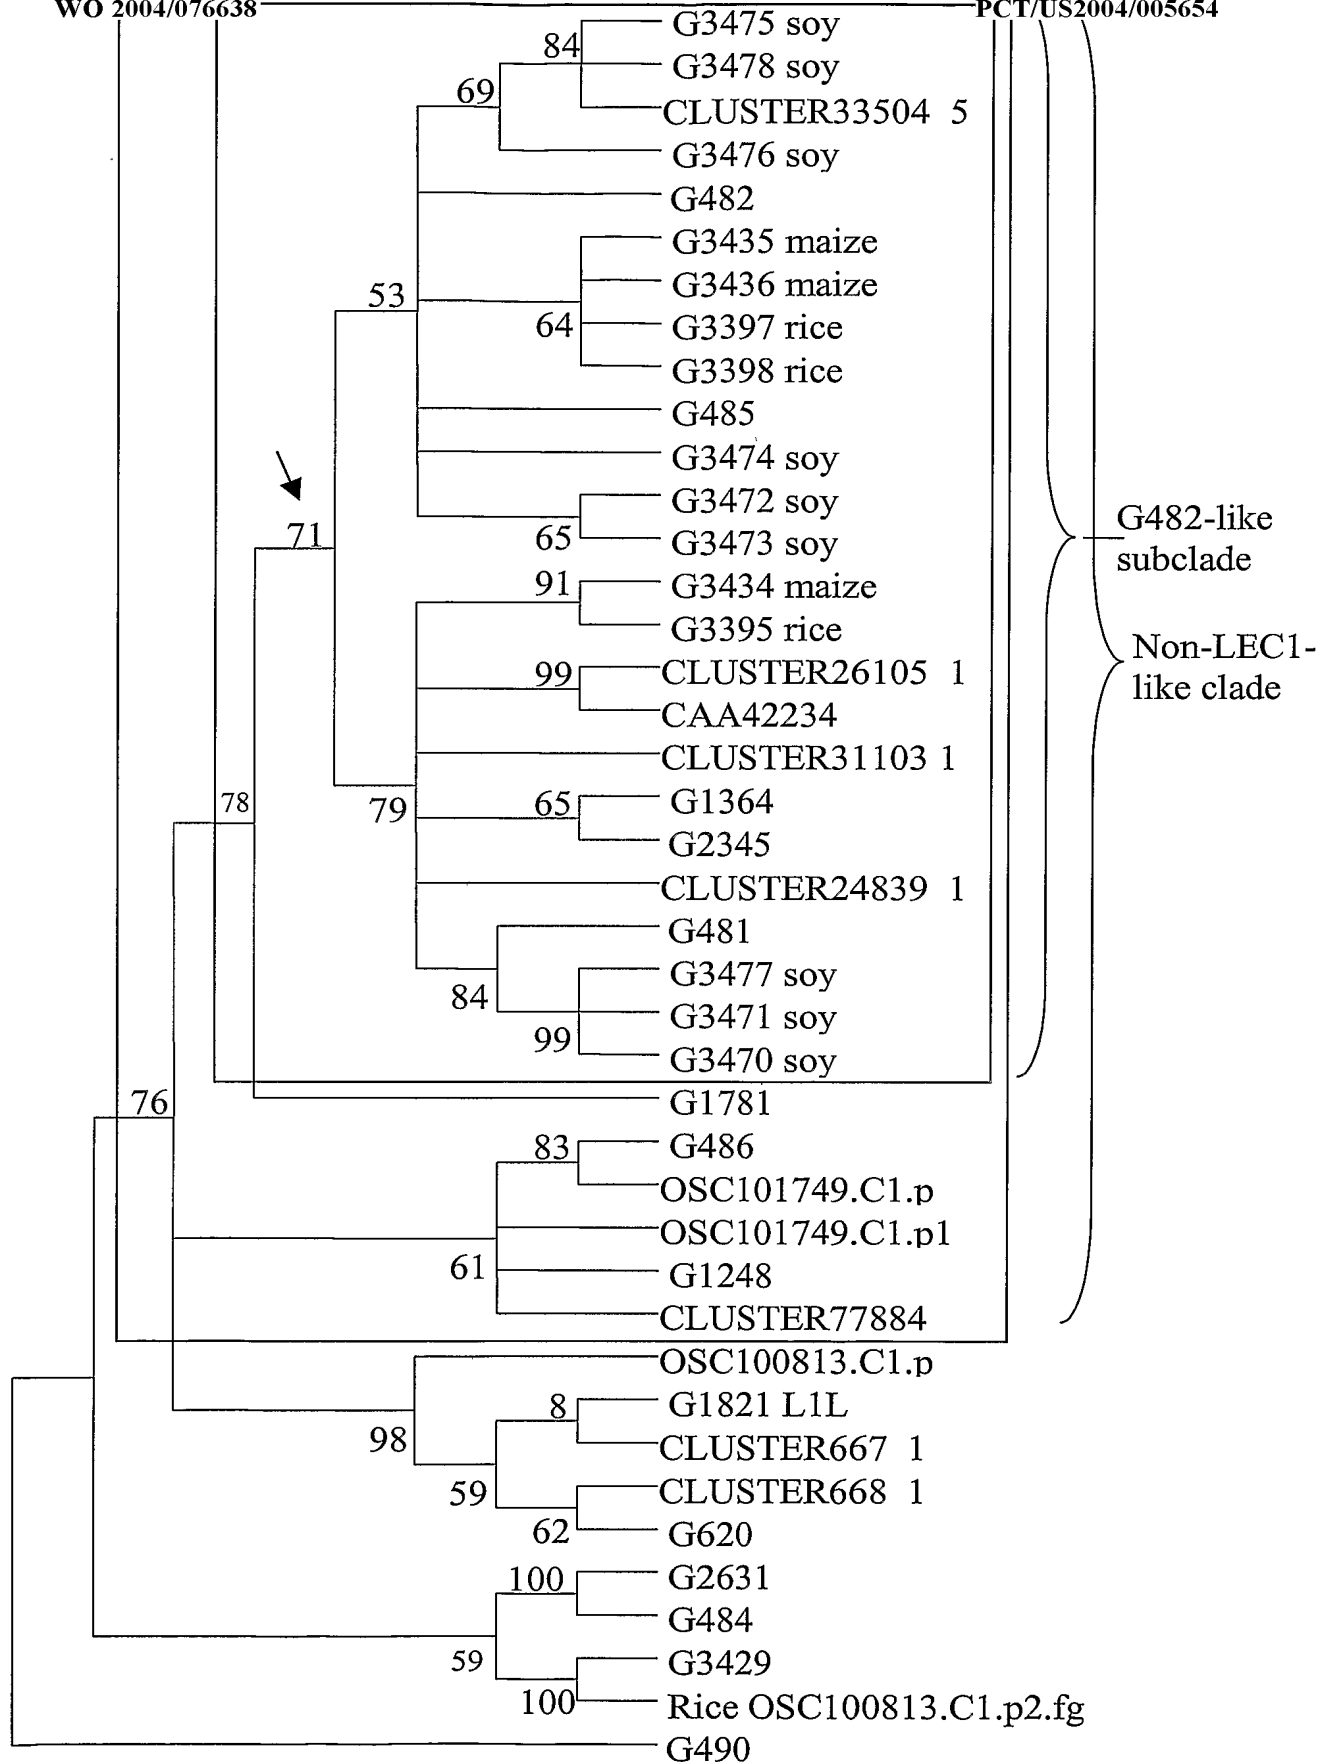 WO 2004/076638 PCT/US2004/005654
G3475 soy
84
G3478 soy
69
CLUSTER33504 5
G3476 soy
G482
G3435 maize
G3436 maize
53
G3397 rice
64
G3398 rice
G485
G3474 soy
G3472 soy
71
G3473 soy
65
G482-like
subclade
G3434 maize
91
G3395 rice
Non-LEC1-
like clade
CLUSTER26105 1
99
CAA42234
CLUSTER31103 1
G1364
78
79
65
G2345
CLUSTER24839 1
G481
G3477 soy
84
G3471 soy
99
G3470 soy
76
G1781
G486
83
OSC101749.C1.p
OSC101749.C1.p1
61
G1248
CLUSTER77884
OSC100813.C1.p
G1821 L1L
8
98
CLUSTER667 1
59
CLUSTER668 1
62
G620
G2631
100
G484
59
G3429
100
Rice OSC100813.C1.p2.fg
G490